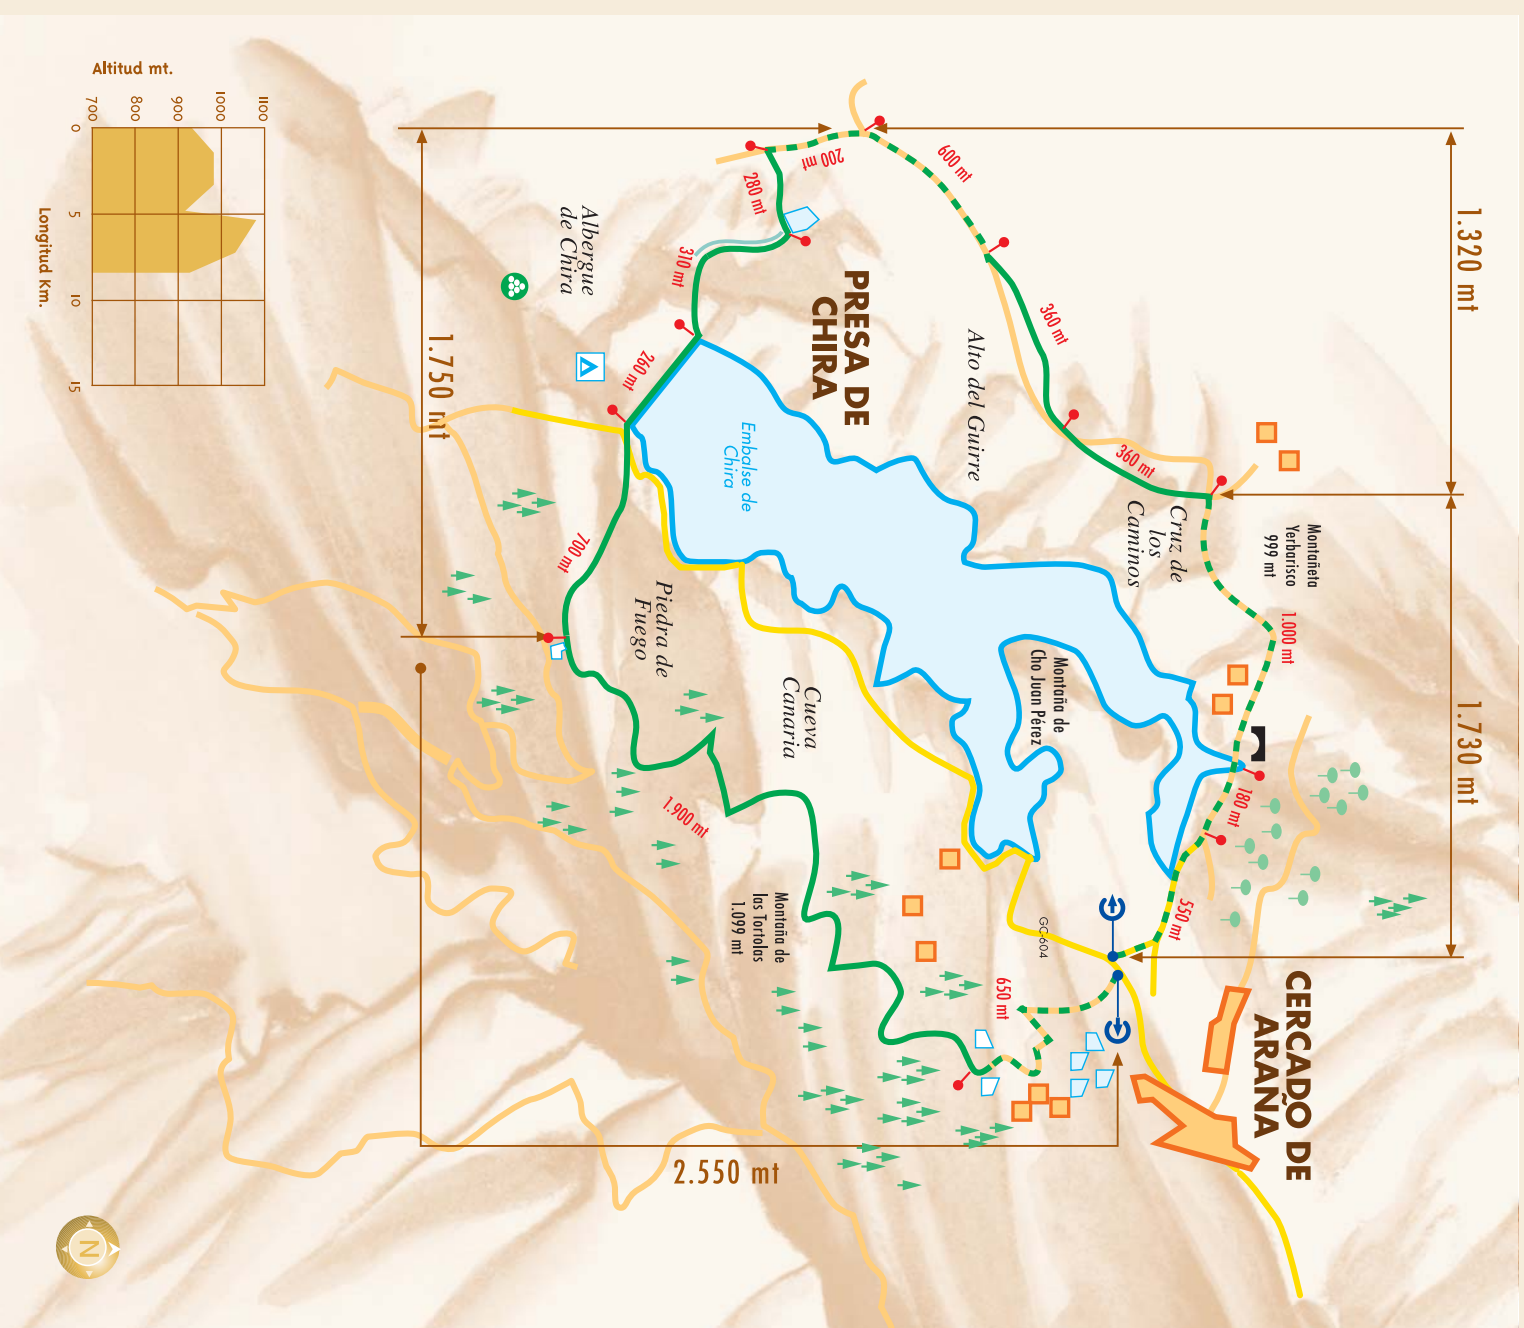 Altitud mt.
700
800
900
1000
1100
0
5
10
15
Longitud Km.
1.320 mt
1.730 mt
1.750 mt
2.550 mt
600 mt
200 mt
280 mt
310 mt
260 mt
700 mt
1.900 mt
650 mt
550 mt
180 mt
1.000 mt
360 mt
360 mt
PRESA DE
CHIRA
Albergue
de Chira
Alto del Guirre
Embalse de
Chira
Cruz de
los
Caminos
Montañeta
Yerbarisco
999 mt
Piedra de
Fuego
Cueva
Canaria
Montaña de
Cho Juan Pérez
Montaña de
las Tortolas
1.099 mt
GC-604
CERCADO DE
ARAÑA
N